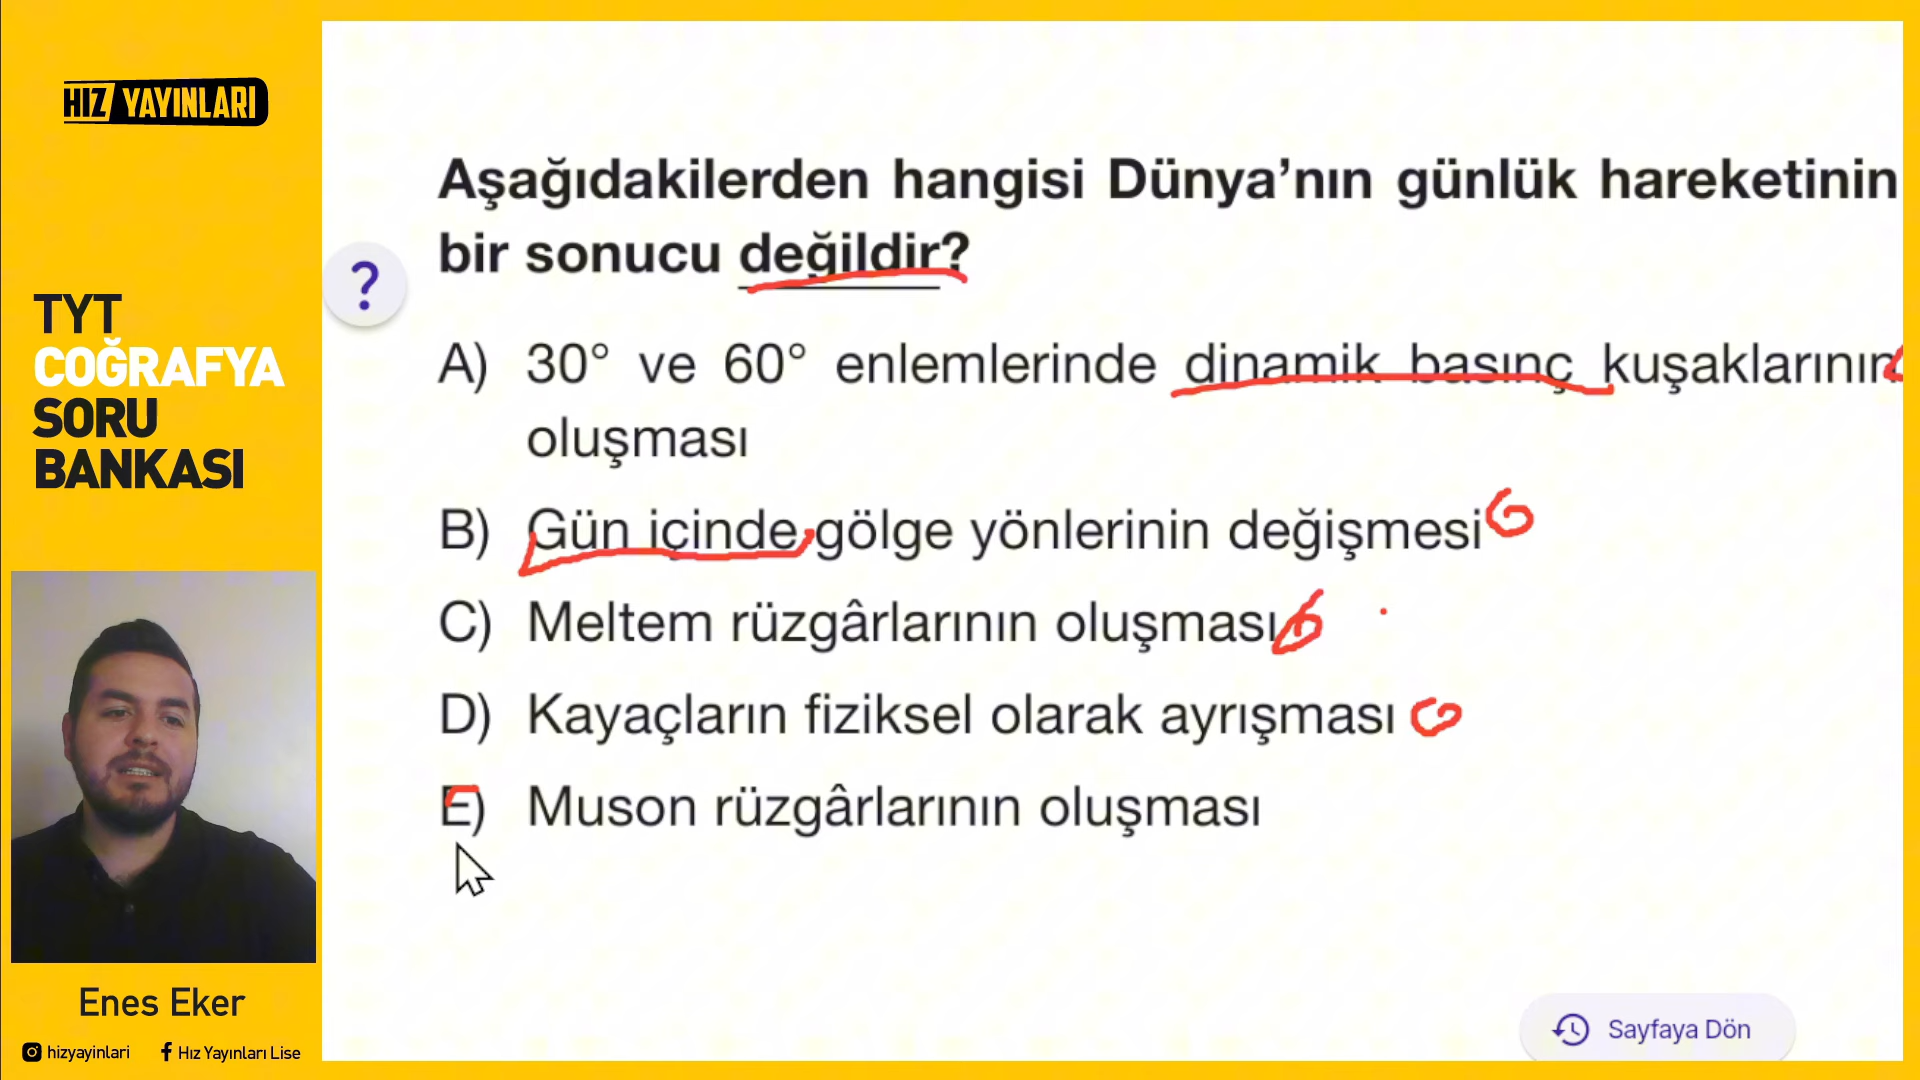 HIZ YAYINLARI
TYT
COĞRAFYA
SORU
BANKASI
Enes Eker
hizyayinlari
Hız Yayınları Lise
?
Aşağıdakilerden hangisi Dünya’nın günlük hareketinin
bir sonucu değildir?
A) 30° ve 60° enlemlerinde dinamik basınç kuşaklarının
oluşması
B) Gün içinde gölge yönlerinin değişmesi
C) Meltem rüzgârlarının oluşması
D) Kayaçların fiziksel olarak ayrışması
E) Muson rüzgârlarının oluşması
Sayfaya Dön